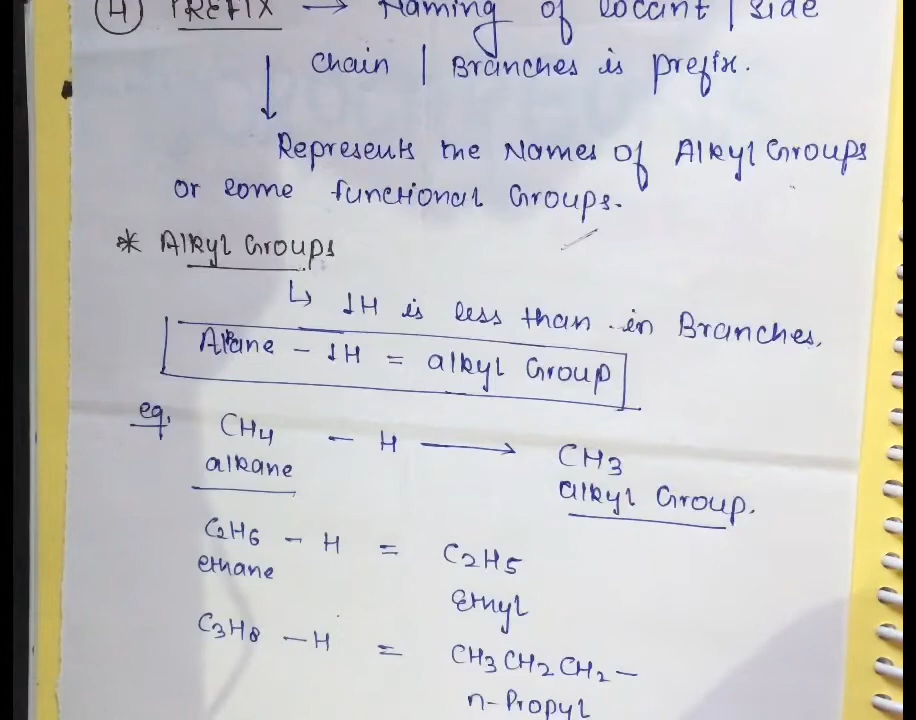 (4) PREFIX → Naming of locant | side
chain | Branches is prefix.
Represents the Names of Alkyl Groups
or some functional Groups.
* Alkyl Groups
↳ 1H is less than in Branches.
Alkane - 1H = alkyl Group
eg. CH4 - H → CH3
alkane alkyl Group.
C2H6 - H = C2H5
ethane Ethyl
C3H8 - H = CH3CH2CH2-
n-Propyl